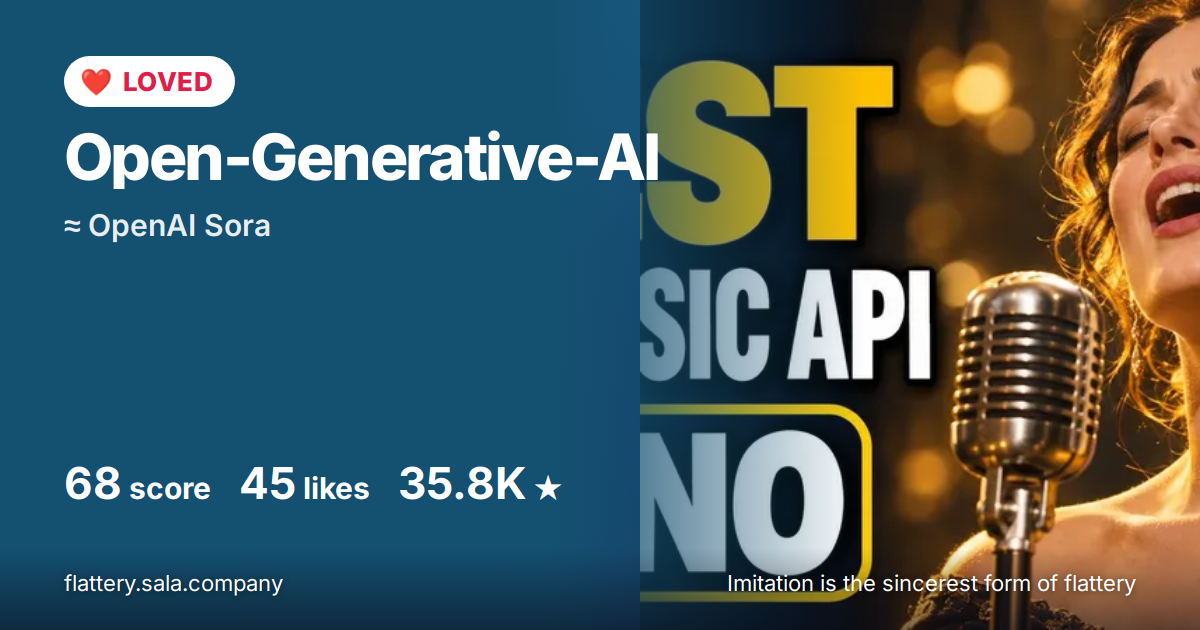 ❤️ LOVED
Open-Generative-AI
≈ OpenAI Sora
ST
SIC API
NO
68 score 45 likes 35.8K ★
flattery.sala.company
Imitation is the sincerest form of flattery